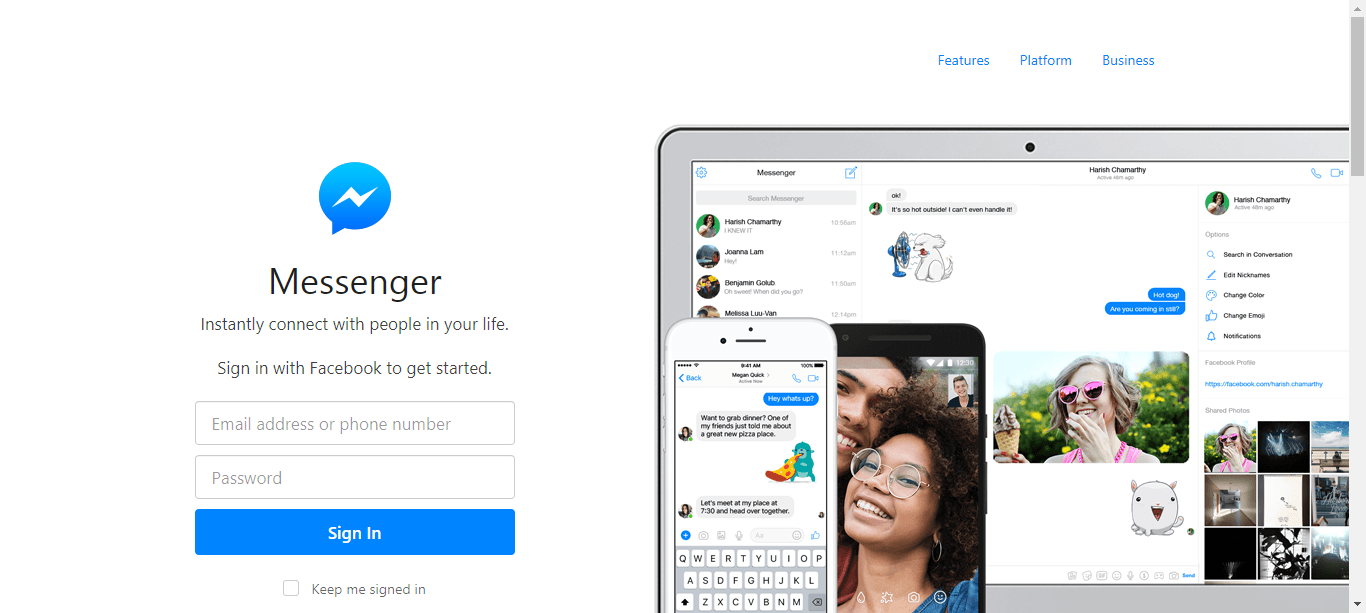 Features Platform Business
Messenger
Instantly connect with people in your life.
Sign in with Facebook to get started.
Email address or phone number
Password
Sign In
Keep me signed in
Messenger
Search Messenger
Harish Chamarthy 10:56am
I KNEW IT
Joanna Lam 11:12am
Hey!
Benjamin Golub 11:50am
Oh sweet! When did you go?
Melissa Luu-Van 12:14pm
Harish Chamarthy
Active 48m ago
ok!
It's so hot outside! I can't even handle it!
Hot dog!
Are you coming in still?
Send
Harish Chamarthy
Active 48m ago
Options
Search in Conversation
Edit Nicknames
Change Color
Change Emoji
Notifications
Facebook Profile
https://facebook.com/harish.chamarthy
Shared Photos
9:41 AM 100%
Back Megan Quick
Active Now
Hey whats up?
Want to grab dinner? One of
my friends just told me about
a great new pizza place.
Let's meet at my place at
7:30 and head over together.
Aa
Q W E R T Y U I O P
A S D F G H J K L
Z X C V B N M
12:30